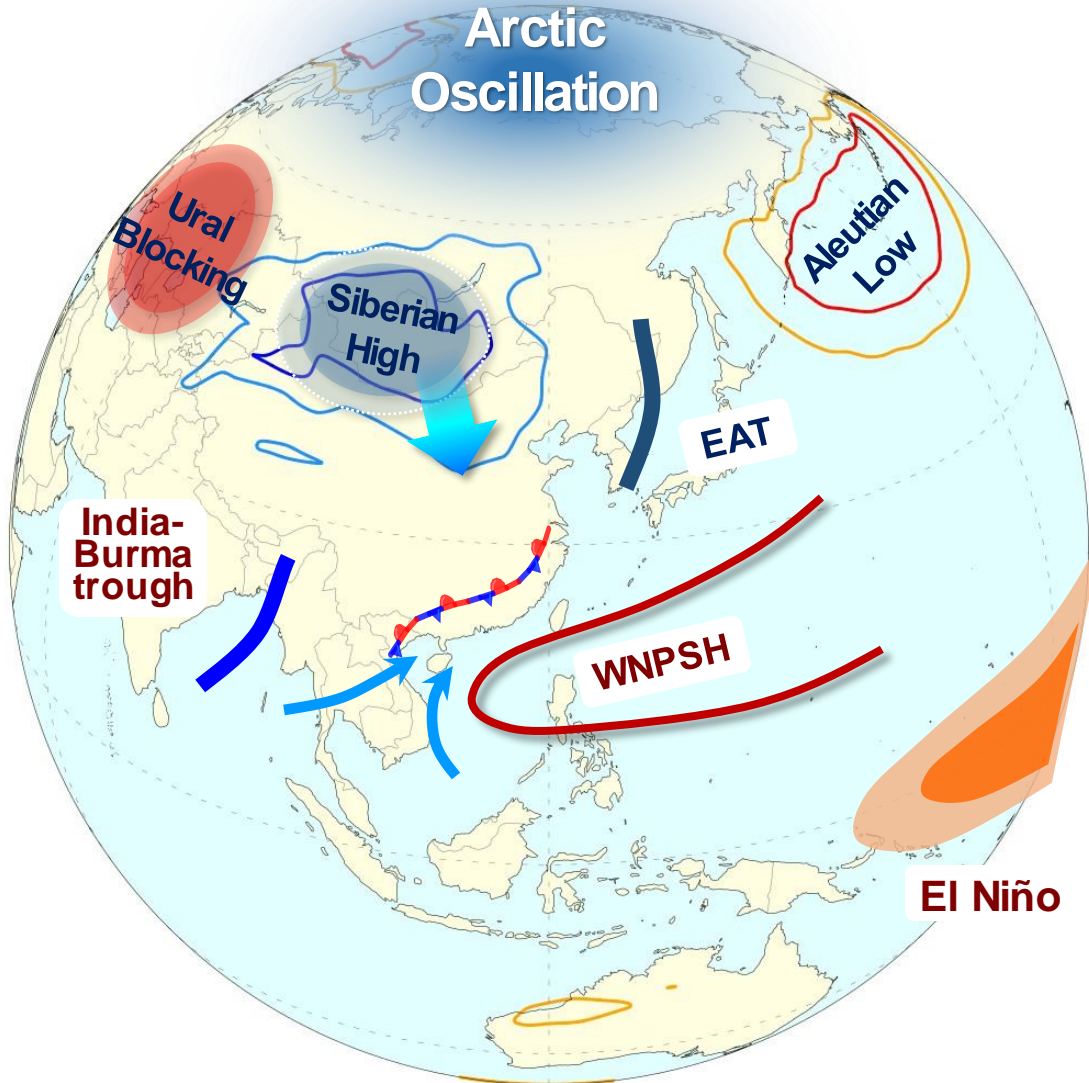 Arctic
Oscillation
Ural
Blocking
Siberian
High
Aleutian
Low
EAT
India-
Burma
trough
WNPSH
El Niño